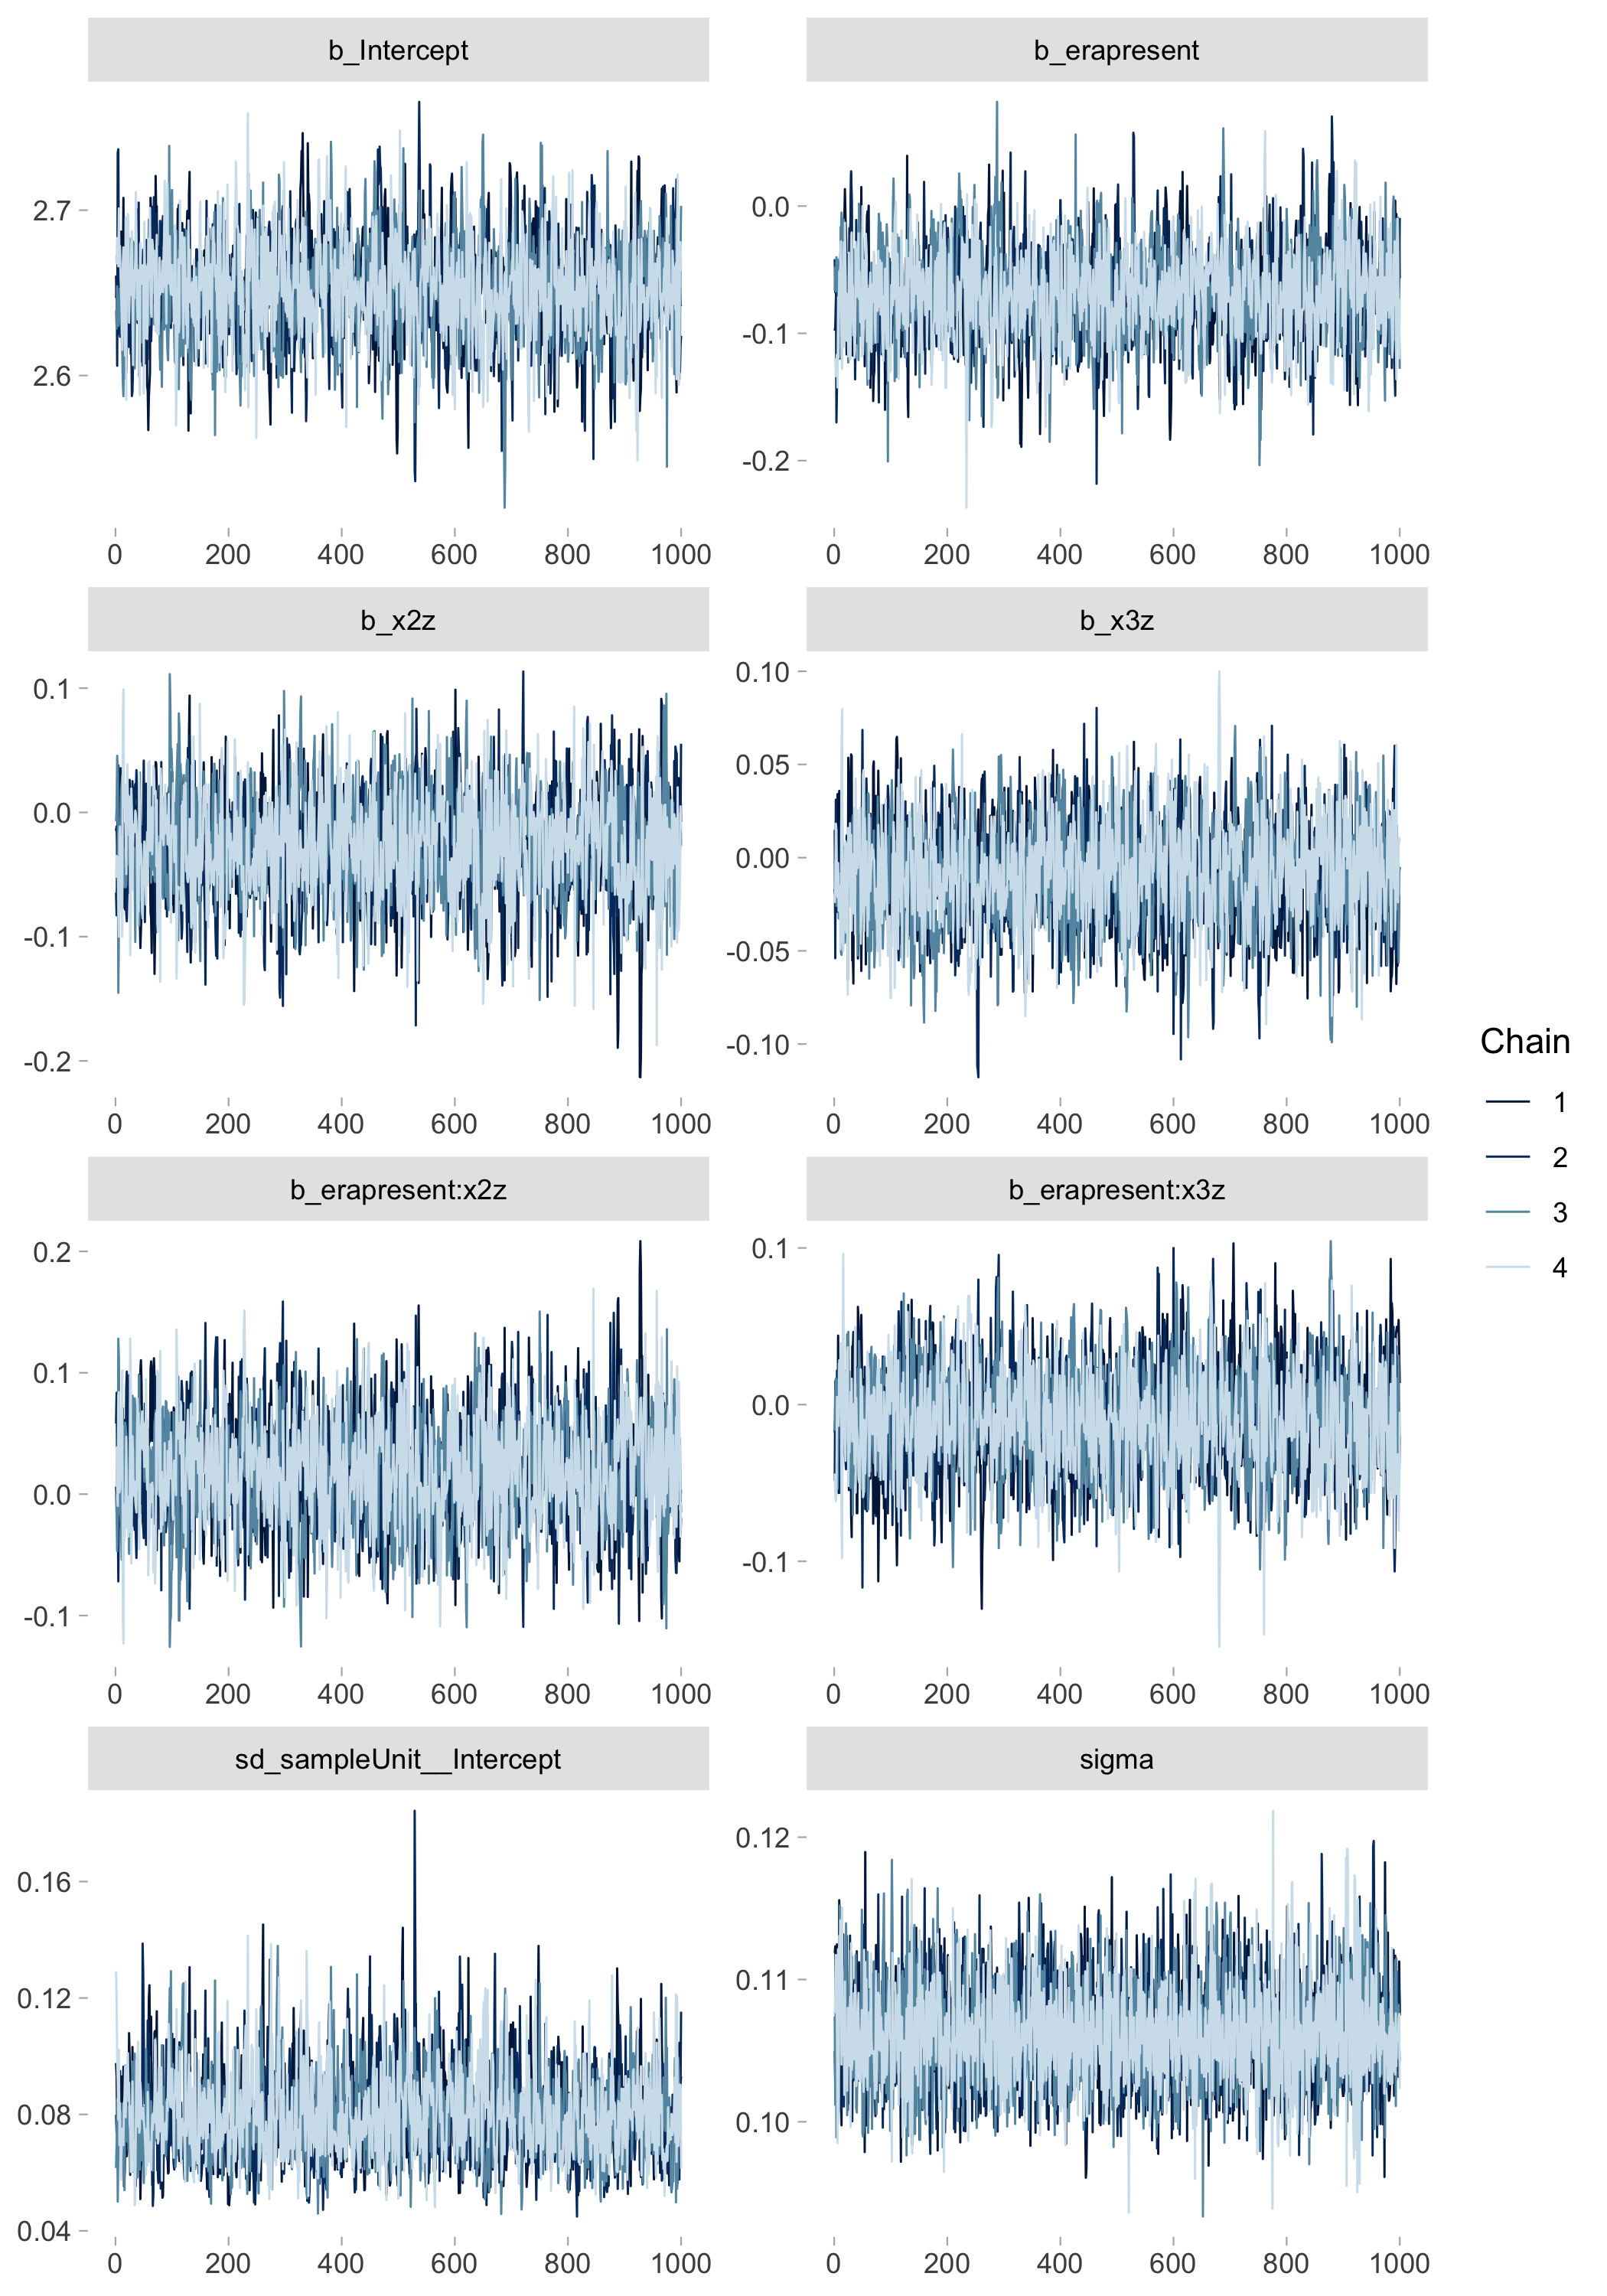 b_Intercept
b_erapresent
2.7
2.6
0.0
-0.1
-0.2
0 200 400 600 800 1000
0 200 400 600 800 1000
b_x2z
b_x3z
0.1
0.0
-0.1
-0.2
0.10
0.05
0.00
-0.05
-0.10
0 200 400 600 800 1000
0 200 400 600 800 1000
b_erapresent:x2z
b_erapresent:x3z
0.2
0.1
0.0
-0.1
0.1
0.0
-0.1
0 200 400 600 800 1000
0 200 400 600 800 1000
sd_sampleUnit__Intercept
sigma
0.16
0.12
0.08
0.04
0.12
0.11
0.10
0 200 400 600 800 1000
0 200 400 600 800 1000
Chain
1
2
3
4